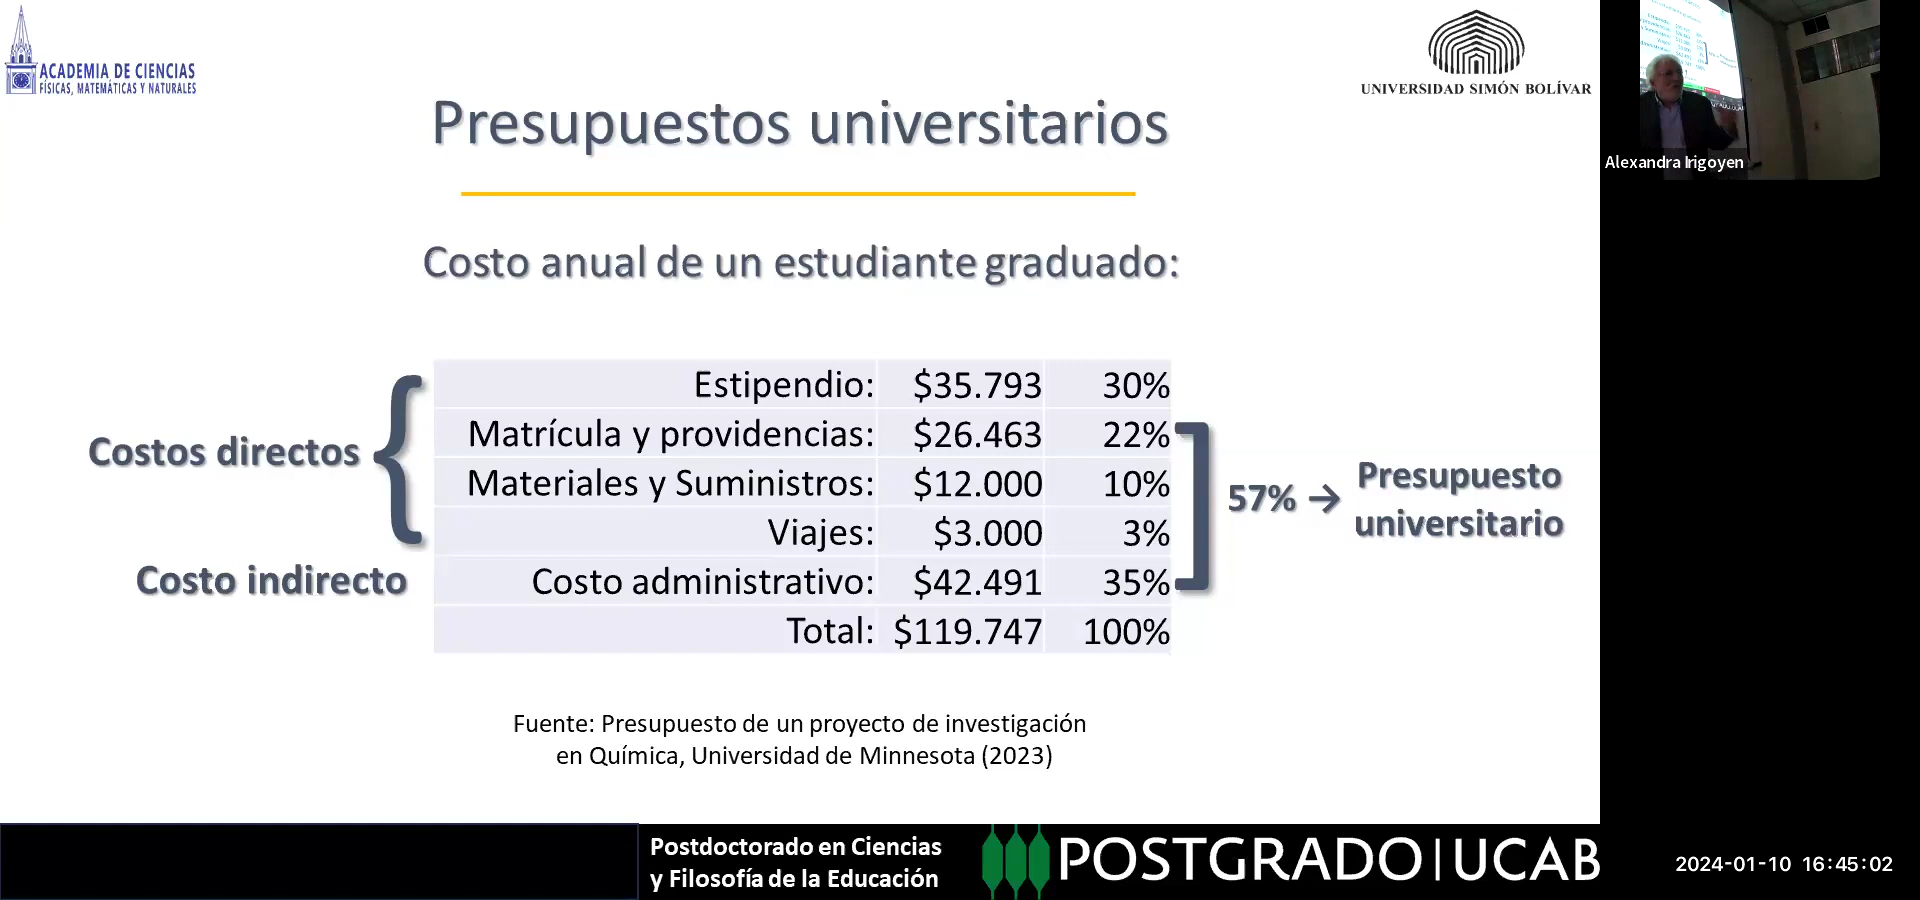 ACADEMIA DE CIENCIAS
FÍSICAS, MATEMÁTICAS Y NATURALES
UNIVERSIDAD SIMÓN BOLÍVAR
Alexandra Irigoyen
Presupuestos universitarios
Costo anual de un estudiante graduado:
Estipendio: $35.793 30%
Matrícula y providencias: $26.463 22%
Materiales y Suministros: $12.000 10%
Viajes: $3.000 3%
Costo administrativo: $42.491 35%
Total: $119.747 100%
Costos directos
Costo indirecto
57% → Presupuesto
universitario
Fuente: Presupuesto de un proyecto de investigación
en Química, Universidad de Minnesota (2023)
Postdoctorado en Ciencias
y Filosofía de la Educación
POSTGRADO|UCAB
2024-01-10 16:45:02